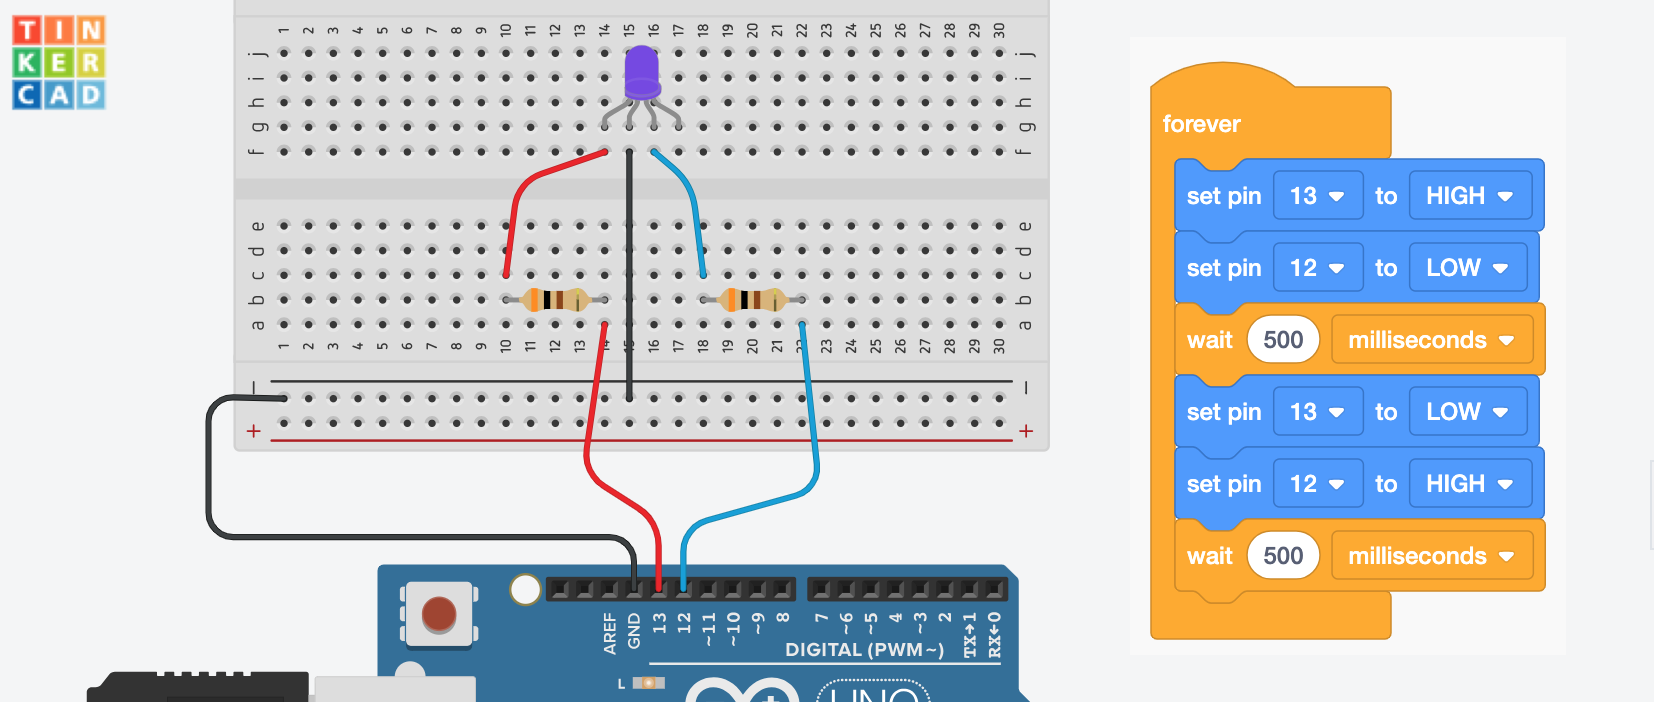 TIN
KER
CAD
1 2 3 4 5 6 7 8 9 10 11 12 13 14 15 16 17 18 19 20 21 22 23 24 25 26 27 28 29 30
j j
i i
h h
g g
f f
e e
d d
c c
b b
a a
1 2 3 4 5 6 7 8 9 10 11 12 13 14 15 16 17 18 19 20 21 22 23 24 25 26 27 28 29 30
– –
+ +
AREF GND 13 12 ~11 ~10 ~9 8 7 ~6 ~5 4 ~3 2 TX→1 RX←0
DIGITAL (PWM~)
L
UNO
forever
set pin 13 to HIGH
set pin 12 to LOW
wait 500 milliseconds
set pin 13 to LOW
set pin 12 to HIGH
wait 500 milliseconds